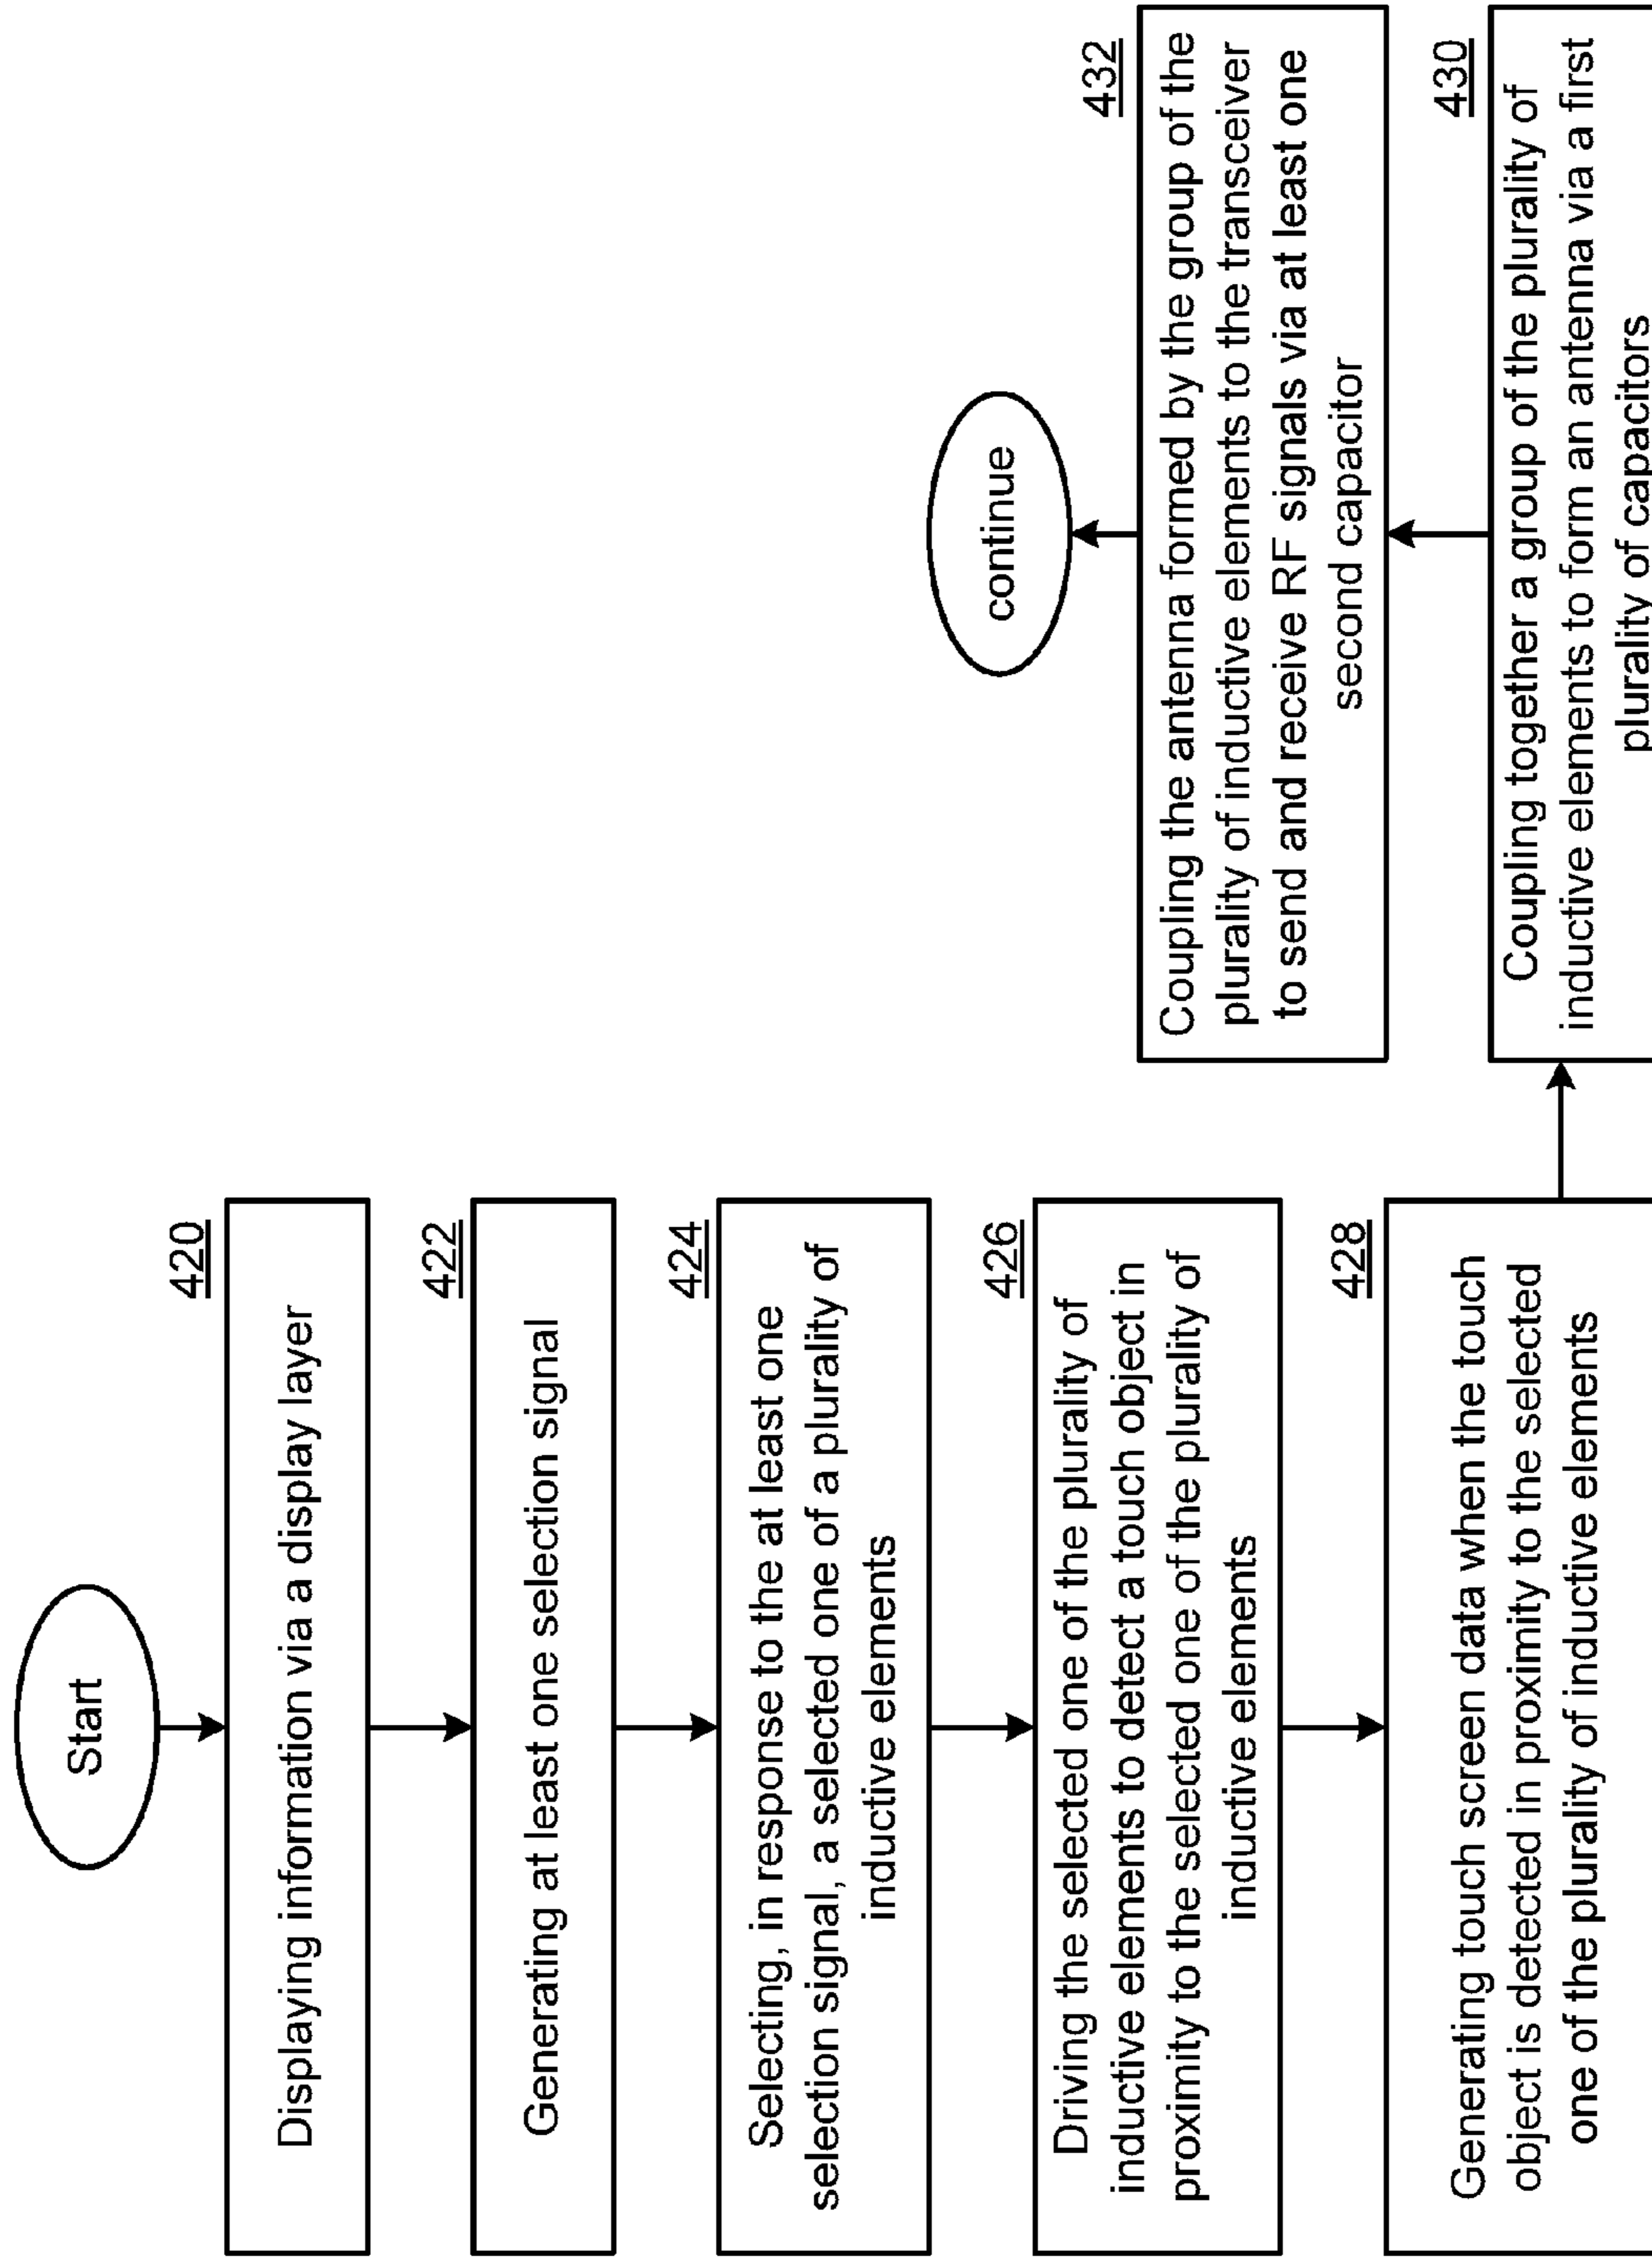 Start
420
Displaying information via a display layer
422
Generating at least one selection signal
424
Selecting, in response to the at least one
selection signal, a selected one of a plurality of
inductive elements
426
Driving the selected one of the plurality of
inductive elements to detect a touch object in
proximity to the selected one of the plurality of
inductive elements
428
Generating touch screen data when the touch
object is detected in proximity to the selected
one of the plurality of inductive elements
430
Coupling together a group of the plurality of
inductive elements to form an antenna via a first
plurality of capacitors
432
Coupling the antenna formed by the group of the
plurality of inductive elements to the transceiver
to send and receive RF signals via at least one
second capacitor
continue